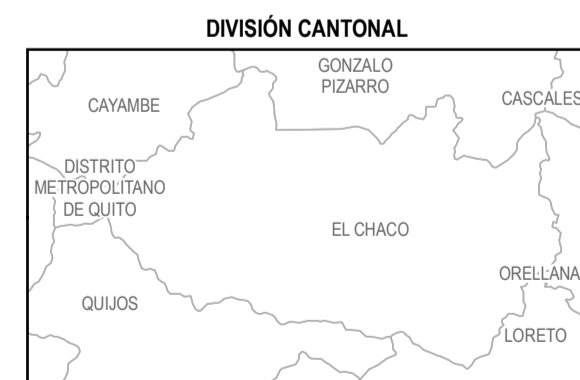 DIVISIÓN CANTONAL
GONZALO
PIZARRO
CAYAMBE
CASCALES
DISTRITO
METROPOLITANO
DE QUITO
EL CHACO
ORELLANA
QUIJOS
LORETO